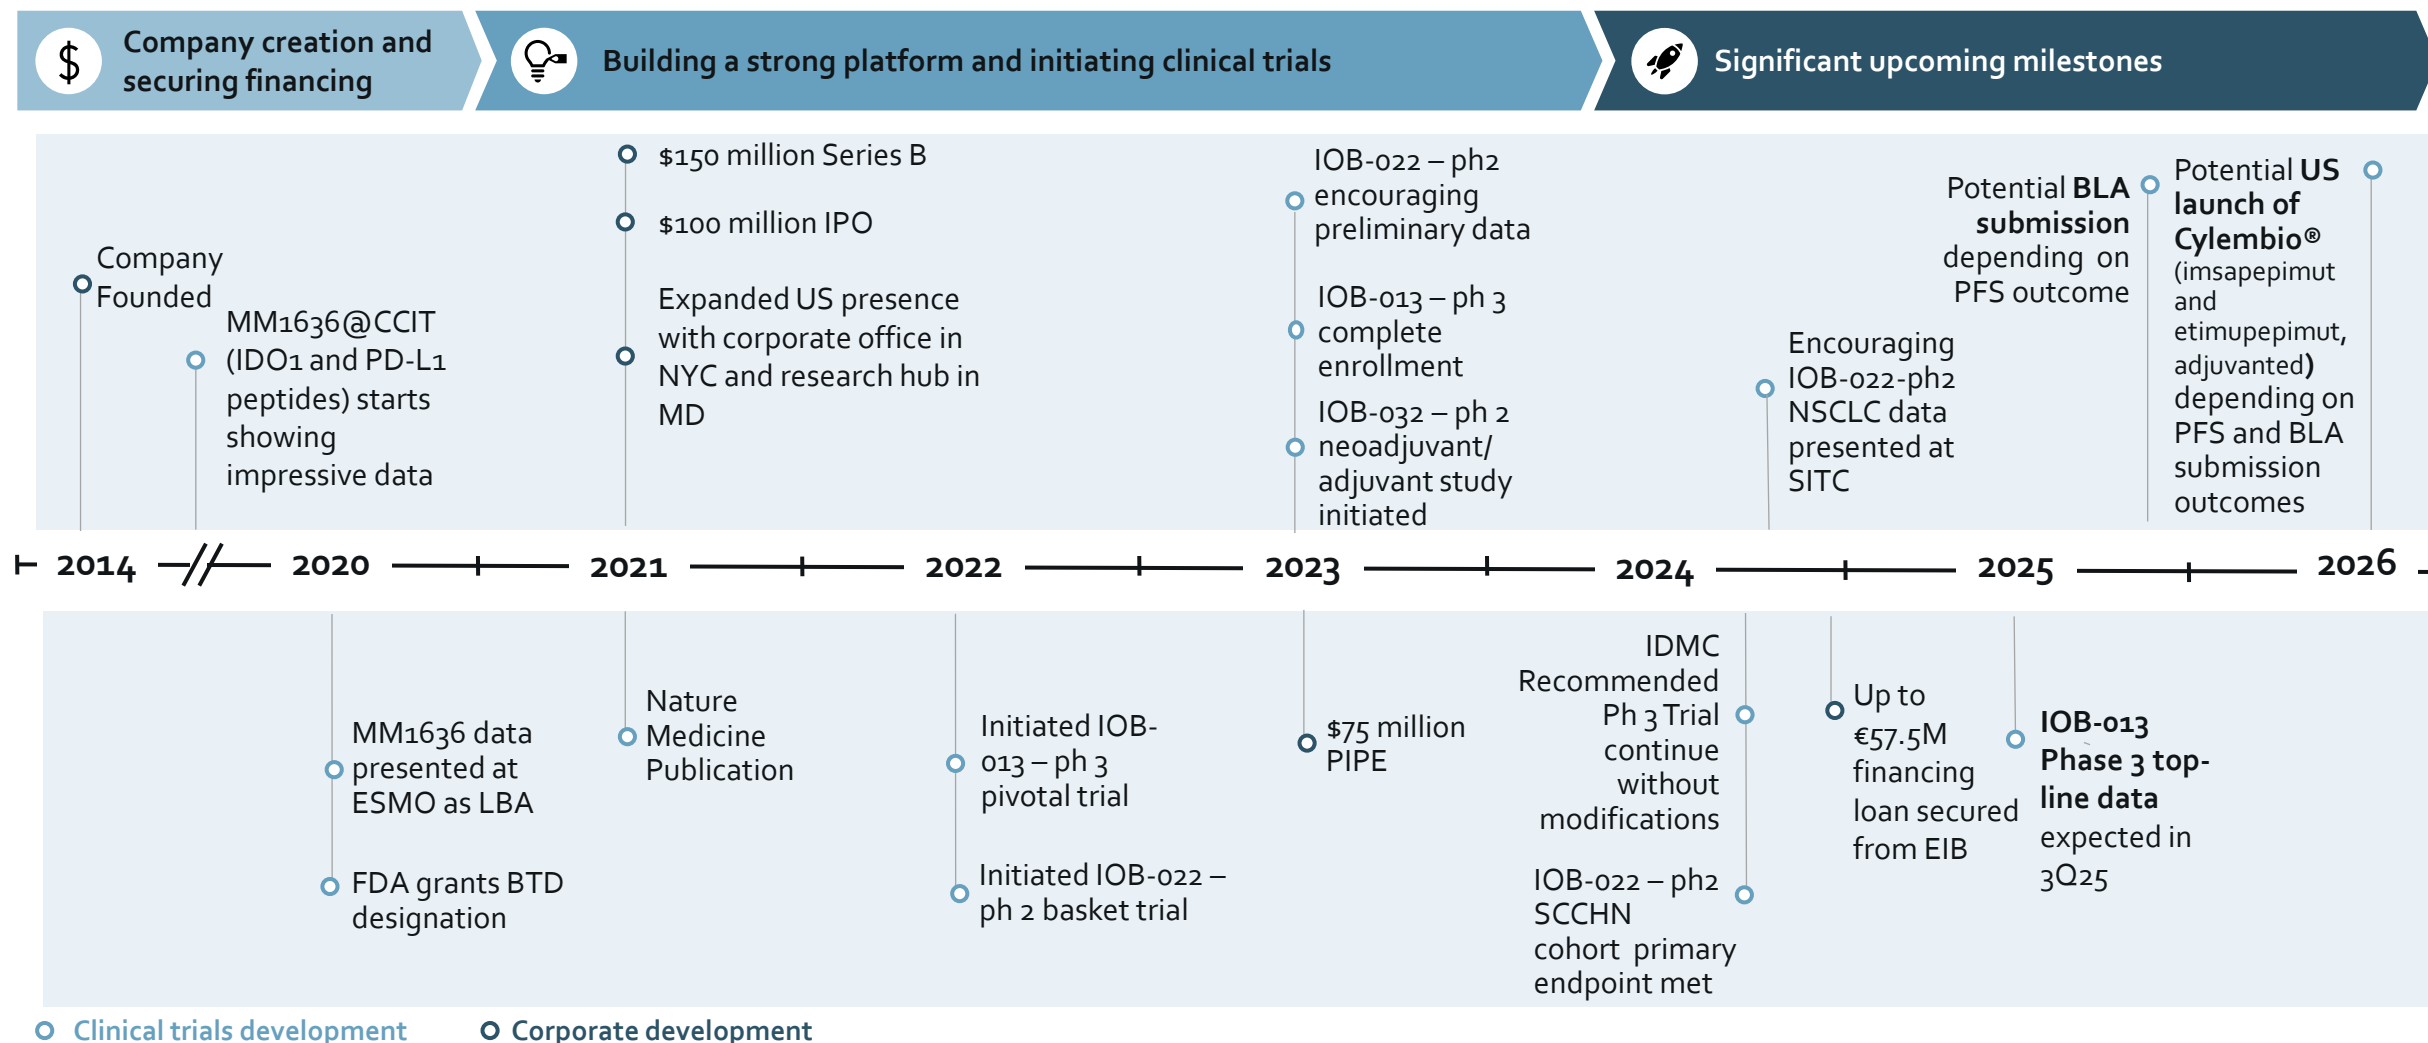 Company creation and
securing financing
Building a strong platform and initiating clinical trials
Significant upcoming milestones
Company
Founded
MM1636@CCIT
(IDO1 and PD-L1
peptides) starts
showing
impressive data
$150 million Series B
$100 million IPO
Expanded US presence
with corporate office in
NYC and research hub in
MD
IOB-022 – ph2
encouraging
preliminary data
IOB-013 – ph 3
complete
enrollment
IOB-032 – ph 2
neoadjuvant/
adjuvant study
initiated
Encouraging
IOB-022-ph2
NSCLC data
presented at
SITC
Potential BLA
submission
depending on
PFS outcome
Potential US
launch of
Cylembio®
(imsapepimut
and
etimupepimut,
adjuvanted)
depending on
PFS and BLA
submission
outcomes
2014 2020 2021 2022 2023 2024 2025 2026
MM1636 data
presented at
ESMO as LBA
FDA grants BTD
designation
Nature
Medicine
Publication
Initiated IOB-
013 – ph 3
pivotal trial
Initiated IOB-022 –
ph 2 basket trial
$75 million
PIPE
IDMC
Recommended
Ph 3 Trial
continue
without
modifications
IOB-022 – ph2
SCCHN
cohort primary
endpoint met
Up to
€57.5M
financing
loan secured
from EIB
IOB-013
Phase 3 top-
line data
expected in
3Q25
Clinical trials development
Corporate development